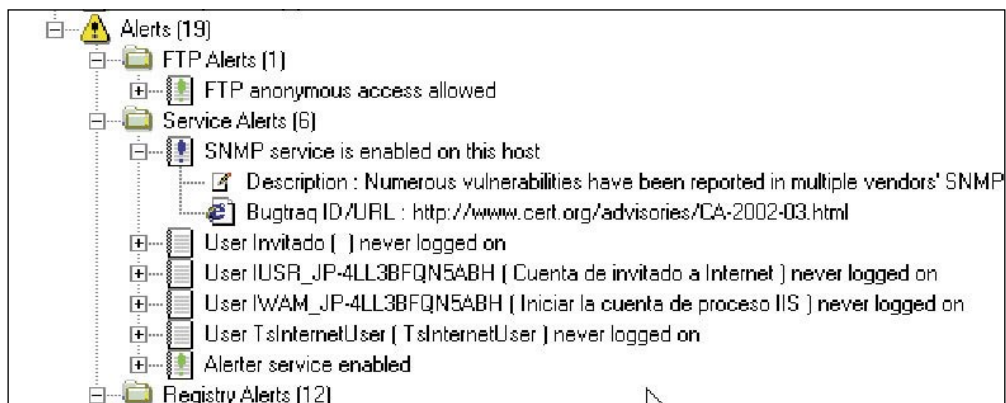 Alerts (19)
FTP Alerts (1)
FTP anonymous access allowed
Service Alerts (6)
SNMP service is enabled on this host
Description : Numerous vulnerabilities have been reported in multiple vendors' SNMP
Bugtraq ID/URL : http://www.cert.org/advisories/CA-2002-03.html
User Invitado ( ) never logged on
User IUSR_JP-4LL3BFQN5ABH ( Cuenta de invitado a Internet ) never logged on
User IWAM_JP-4LL3BFQN5ABH ( Iniciar la cuenta de proceso IIS ) never logged on
User TsInternetUser ( TsInternetUser ) never logged on
Alerter service enabled
Registry Alerts (12)